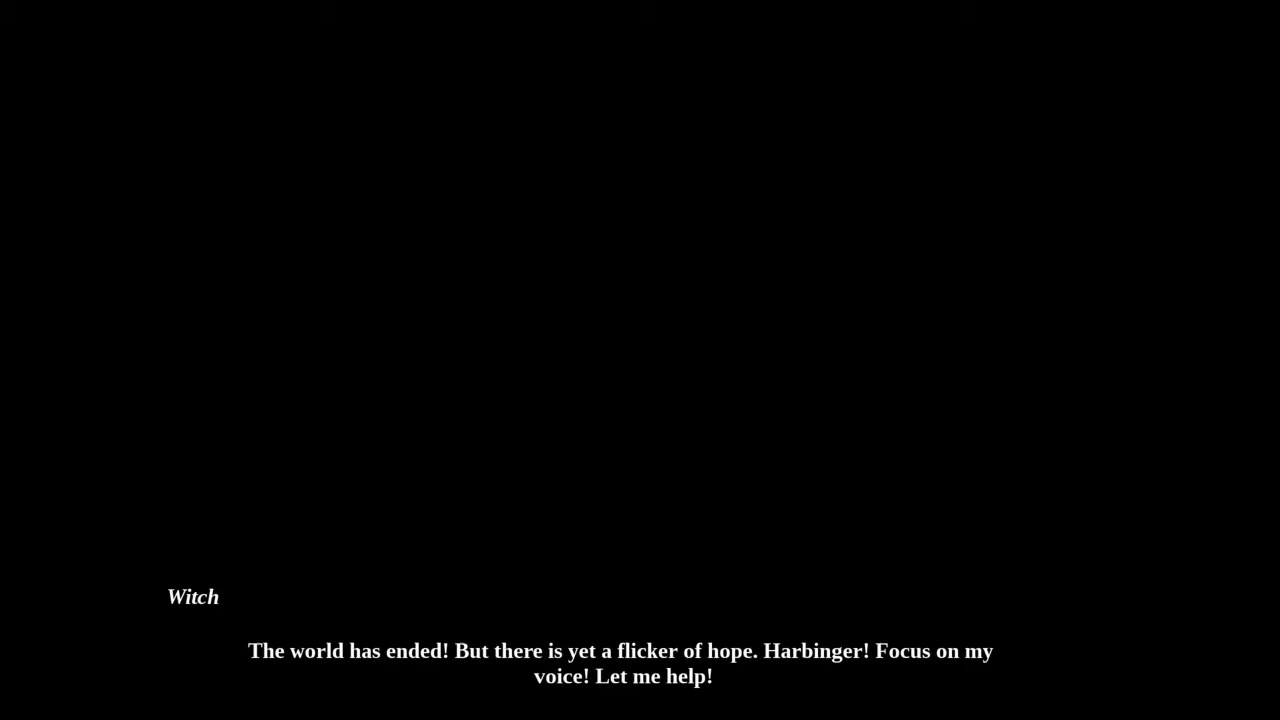 Witch
The world has ended! But there is yet a flicker of hope. Harbinger! Focus on my
voice! Let me help!